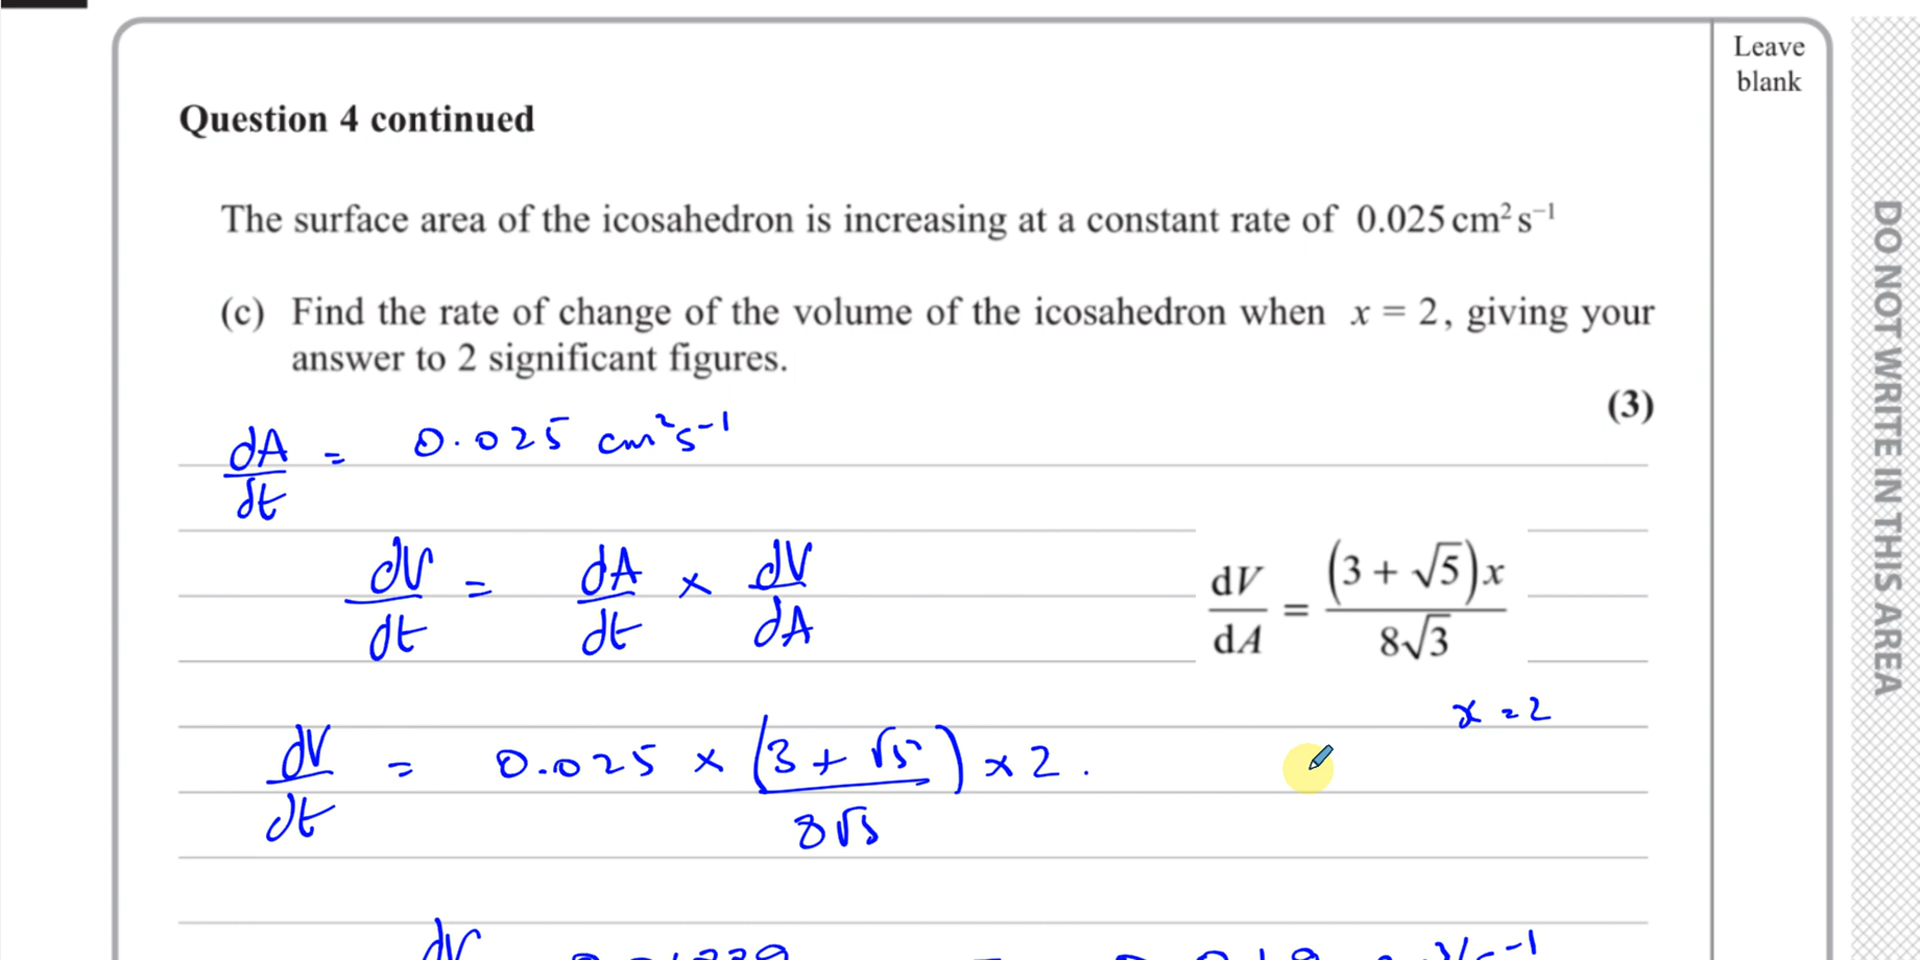 Leave
blank
Question 4 continued
The surface area of the icosahedron is increasing at a constant rate of 0.025 cm² s⁻¹
(c) Find the rate of change of the volume of the icosahedron when x = 2, giving your
answer to 2 significant figures.
(3)
dA/dt = 0.025 cm² s⁻¹
dV/dt = dA/dt × dV/dA
dV/dA = (3 + √5)x / 8√3
x = 2
dV/dt = 0.025 × (3 + √5 / 8√3) × 2.
dV
DO NOT WRITE IN THIS AREA